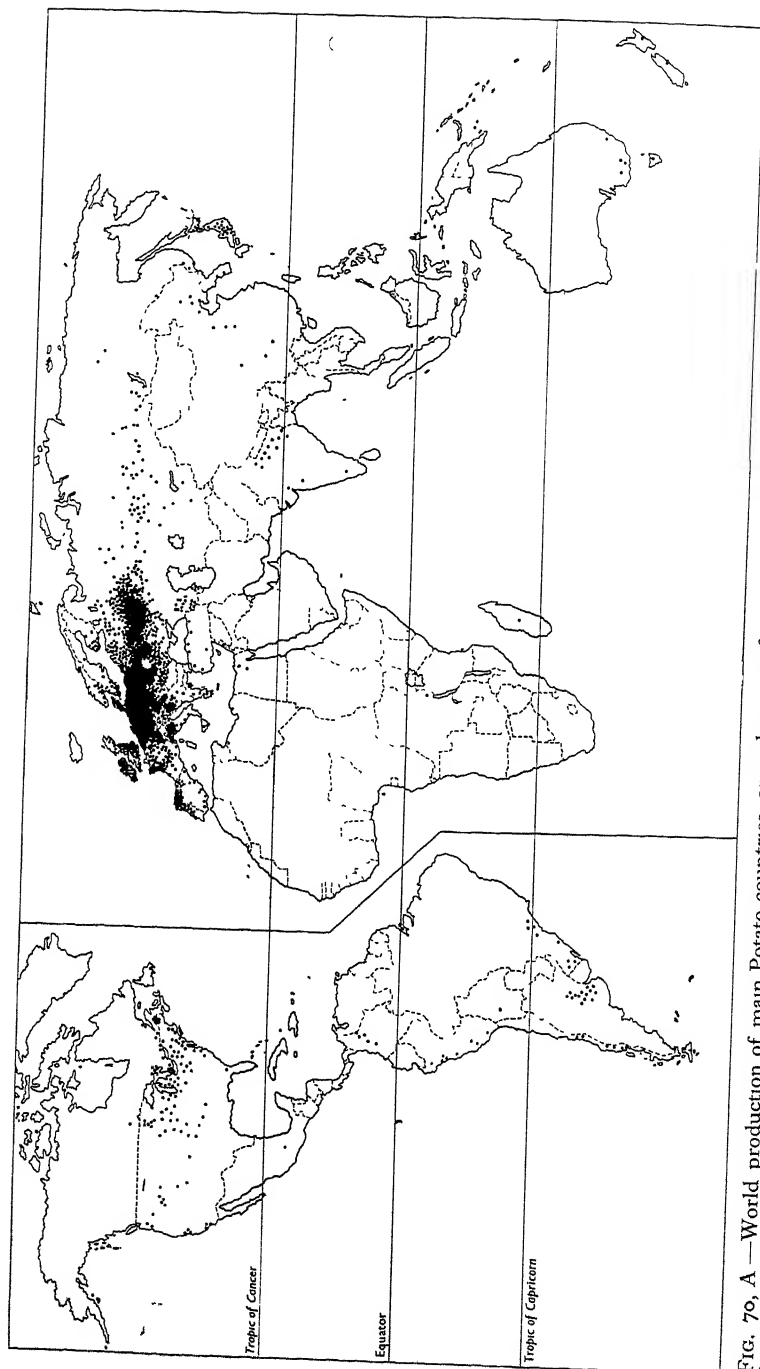 Tropic of Cancer
Equator
Tropic of Capricorn
FIG. 70, A —World production of main Potato countries